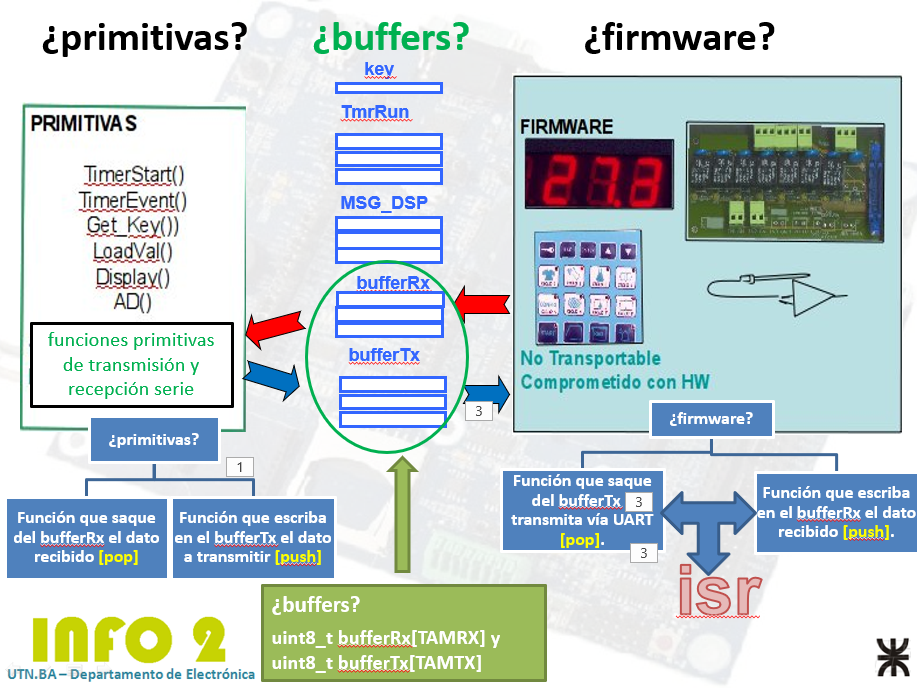 ¿primitivas?
¿buffers?
¿firmware?
key
TmrRun
MSG_DSP
bufferRx
bufferTx
PRIMITIVAS
TimerStart()
TimerEvent()
Get_Key())
LoadVal()
Display()
AD()
funciones primitivas
de transmisión y
recepción serie
FIRMWARE
27.8
No Transportable
Comprometido con HW
3
¿primitivas?
1
Función que saque
del bufferRx el dato
recibido [pop]
Función que escriba
en el bufferTx el dato
a transmitir [push]
¿firmware?
Función que saque
del bufferTx 3
transmita vía UART
[pop].
3
Función que escriba
en el bufferRx el dato
recibido [push].
isr
¿buffers?
uint8_t bufferRx[TAMRX] y
uint8_t bufferTx[TAMTX]
INFO 2
UTN.BA – Departamento de Electrónica